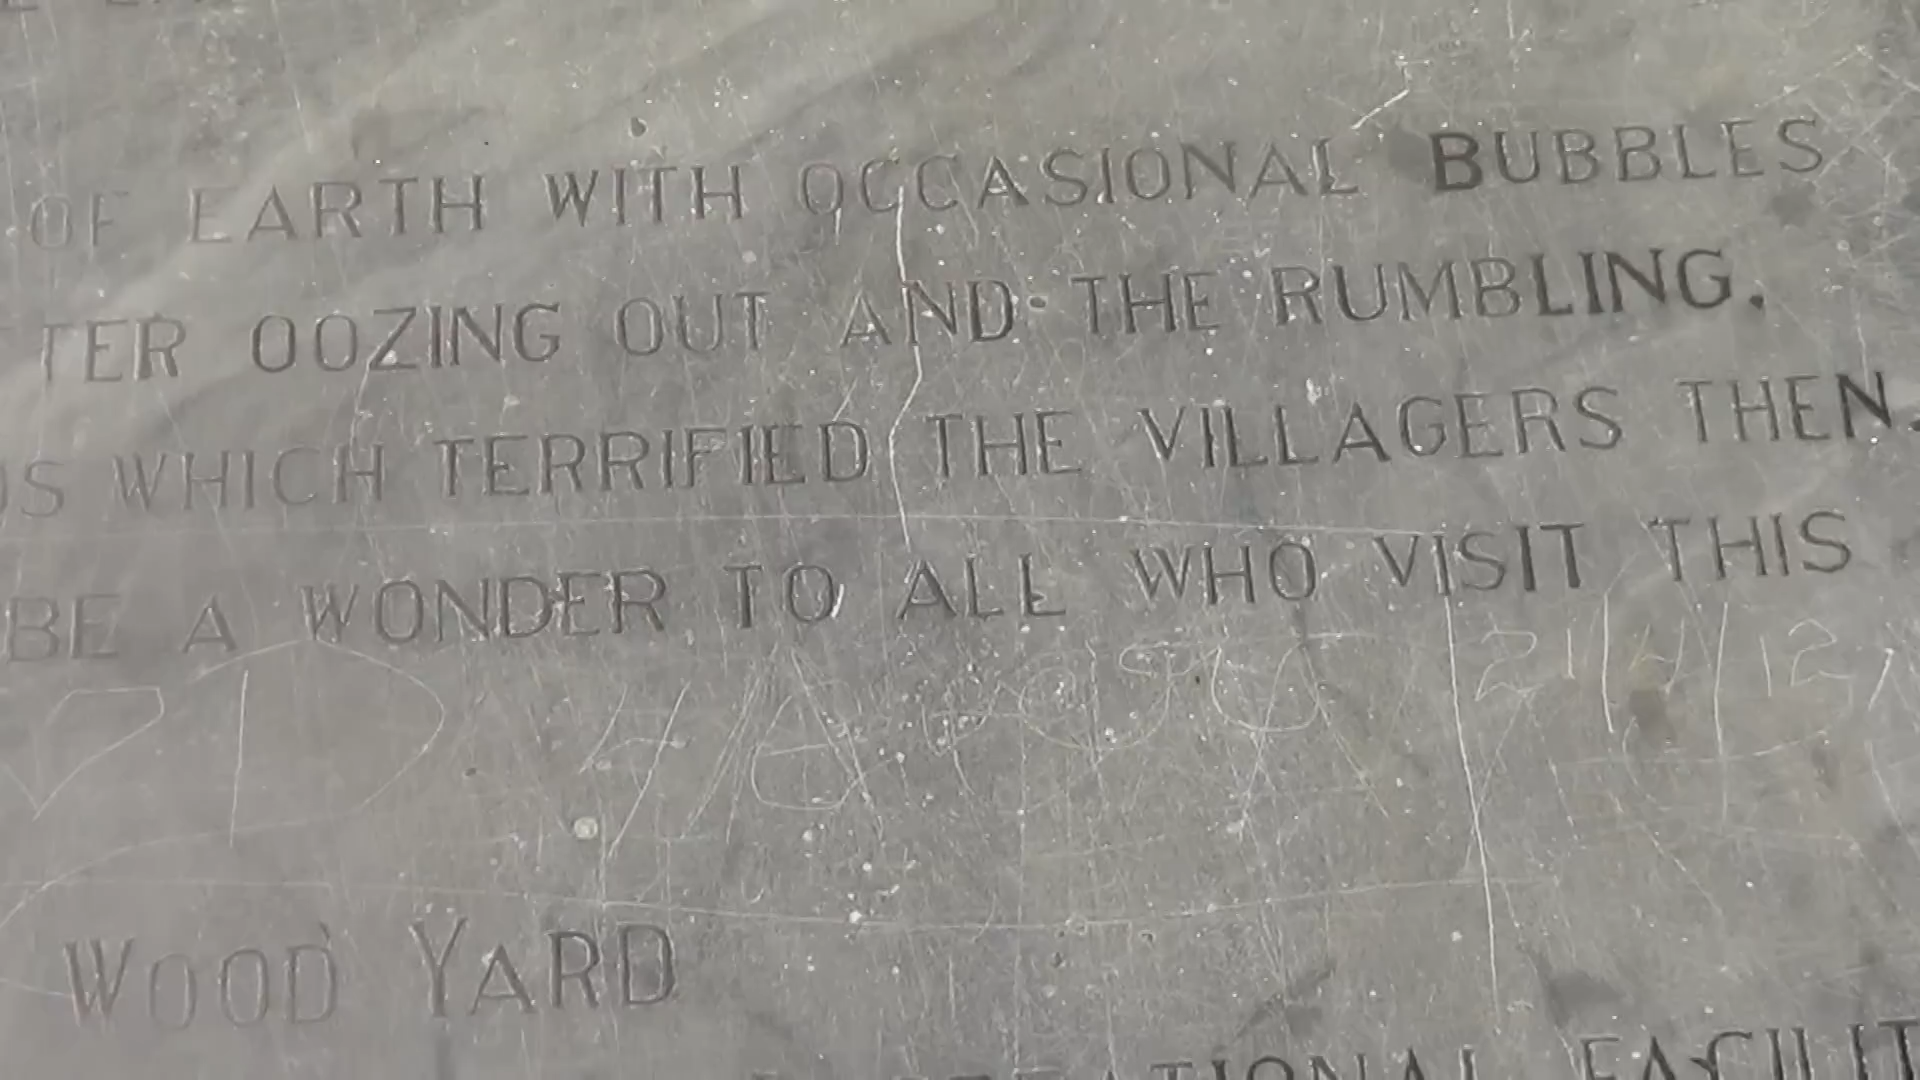 OF EARTH WITH OCCASIONAL BUBBLES
TER OOZING OUT AND THE RUMBLING.
DS WHICH TERRIFIED THE VILLAGERS THEN.
BE A WONDER TO ALL WHO VISIT THIS
WOOD YARD